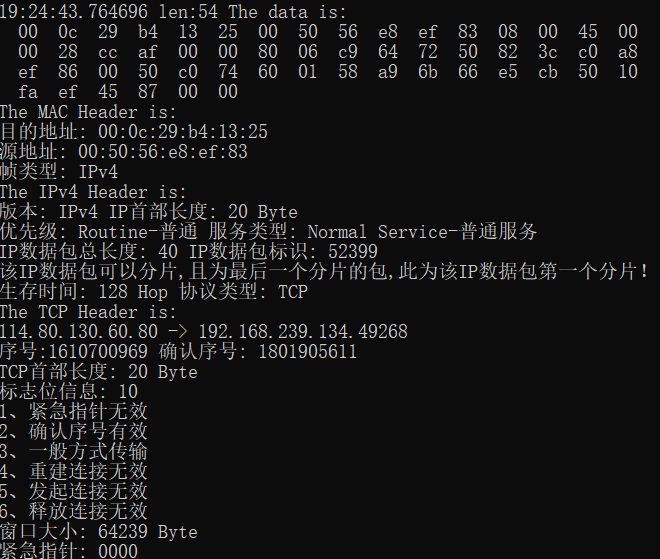 19:24:43.764696 len:54 The data is:
00 0c 29 b4 13 25 00 50 56 e8 ef 83 08 00 45 00
00 28 cc af 00 00 80 06 c9 64 72 50 82 3c c0 a8
ef 86 00 50 c0 74 60 01 58 a9 6b 66 e5 cb 50 10
fa ef 45 87 00 00
The MAC Header is:
目的地址: 00:0c:29:b4:13:25
源地址: 00:50:56:e8:ef:83
帧类型: IPv4
The IPv4 Header is:
版本: IPv4 IP首部长度: 20 Byte
优先级: Routine-普通 服务类型: Normal Service-普通服务
IP数据包总长度: 40 IP数据包标识: 52399
该IP数据包可以分片,且为最后一个分片的包,此为该IP数据包第一个分片!
生存时间: 128 Hop 协议类型: TCP
The TCP Header is:
114.80.130.60.80 -> 192.168.239.134.49268
序号:1610700969 确认序号: 1801905611
TCP首部长度: 20 Byte
标志位信息: 10
1、紧急指针无效
2、确认序号有效
3、一般方式传输
4、重建连接无效
5、发起连接无效
6、释放连接无效
窗口大小: 64239 Byte
紧急指针: 0000